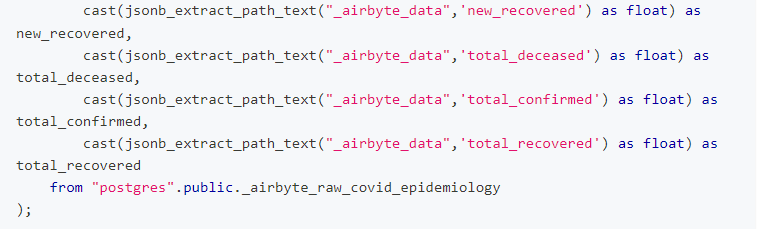 cast(jsonb_extract_path_text("_airbyte_data",'new_recovered') as float) as
new_recovered,
cast(jsonb_extract_path_text("_airbyte_data",'total_deceased') as float) as
total_deceased,
cast(jsonb_extract_path_text("_airbyte_data",'total_confirmed') as float) as
total_confirmed,
cast(jsonb_extract_path_text("_airbyte_data",'total_recovered') as float) as
total_recovered
from "postgres".public._airbyte_raw_covid_epidemiology
);